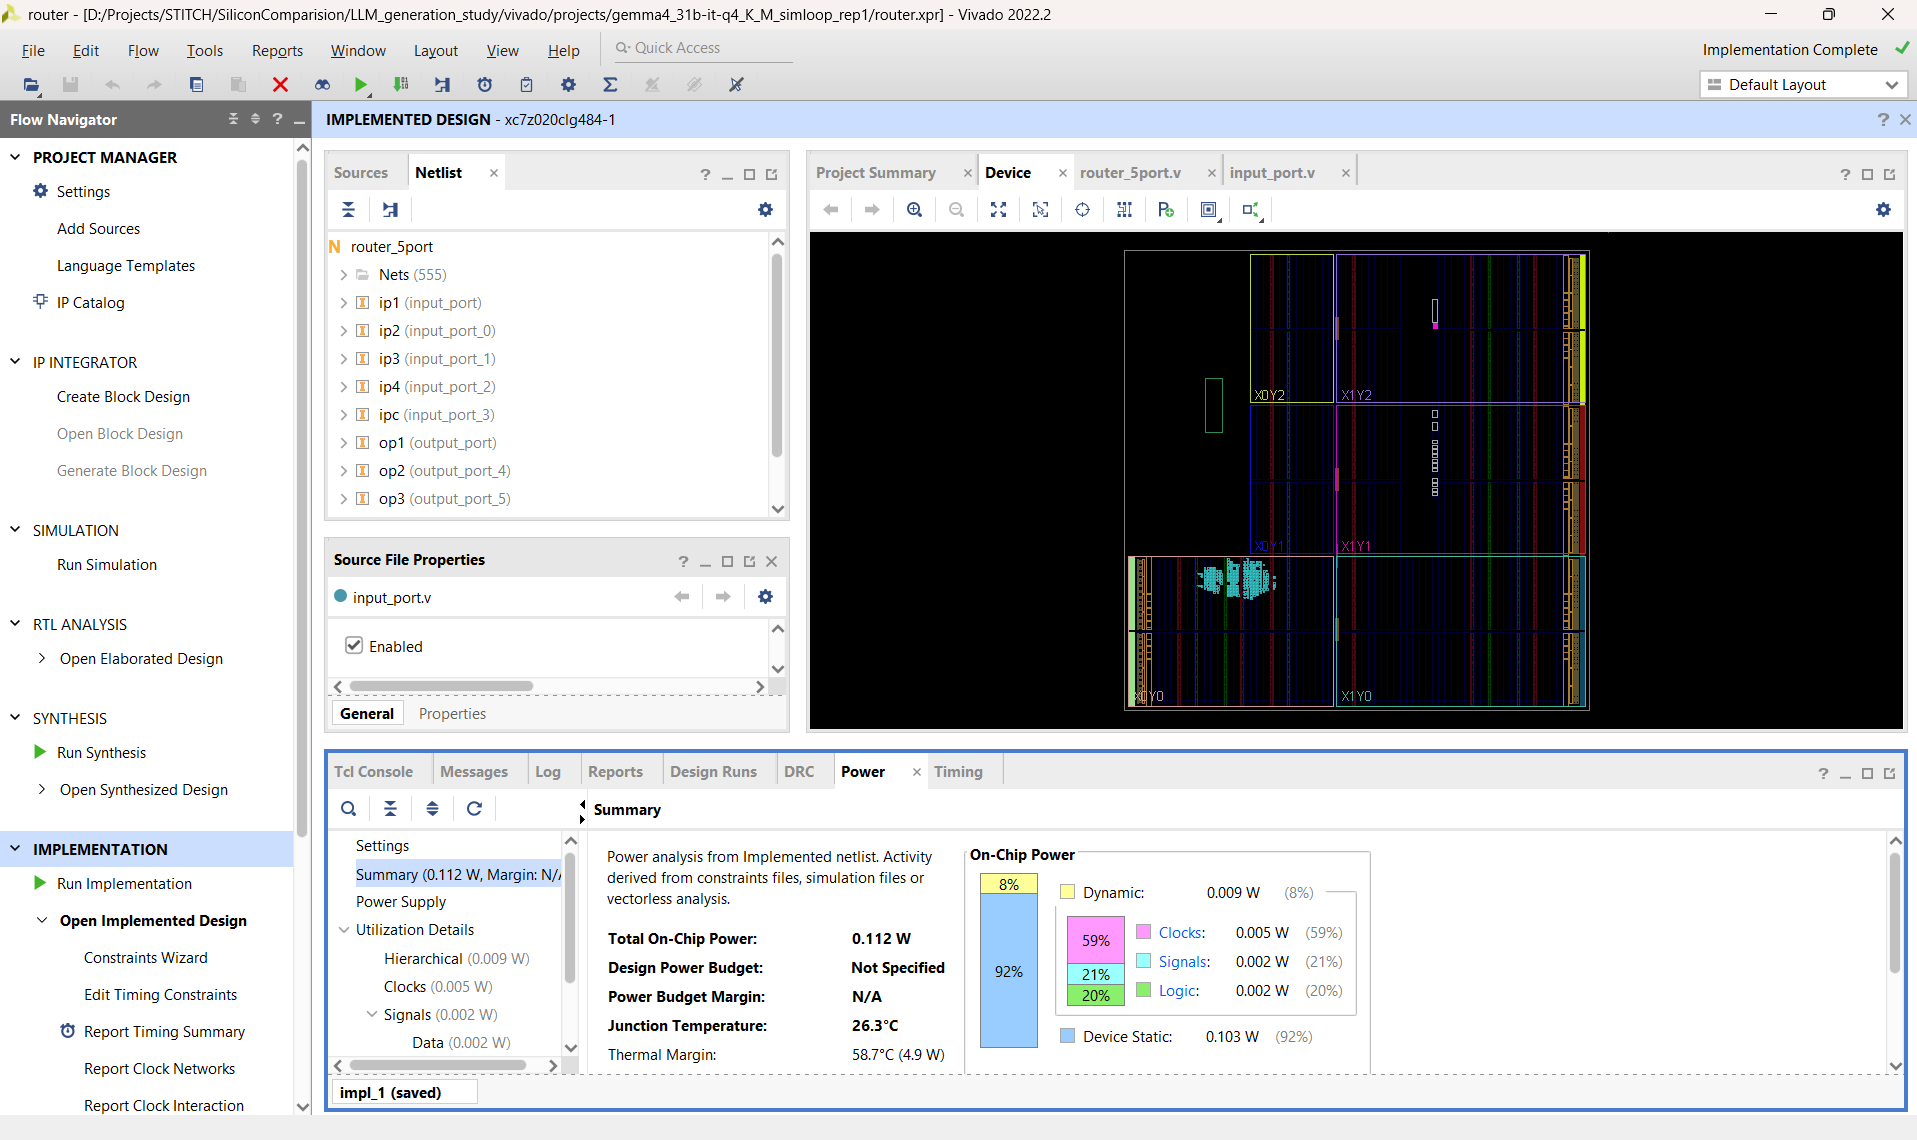 router - [D:/Projects/STITCH/SiliconComparision/LLM_generation_study/vivado/projects/gemma4_31b-it-q4_K_M_simloop_rep1/router.xpr] - Vivado 2022.2
File Edit Flow Tools Reports Window Layout View Help Quick Access
Implementation Complete
Default Layout
Flow Navigator
PROJECT MANAGER
Settings
Add Sources
Language Templates
IP Catalog
IP INTEGRATOR
Create Block Design
Open Block Design
Generate Block Design
SIMULATION
Run Simulation
RTL ANALYSIS
Open Elaborated Design
SYNTHESIS
Run Synthesis
Open Synthesized Design
IMPLEMENTATION
Run Implementation
Open Implemented Design
Constraints Wizard
Edit Timing Constraints
Report Timing Summary
Report Clock Networks
Report Clock Interaction
IMPLEMENTED DESIGN - xc7z020clg484-1
Sources Netlist
N router_5port
Nets (555)
ip1 (input_port)
ip2 (input_port_0)
ip3 (input_port_1)
ip4 (input_port_2)
ipc (input_port_3)
op1 (output_port)
op2 (output_port_4)
op3 (output_port_5)
Source File Properties
input_port.v
Enabled
General Properties
Project Summary Device router_5port.v input_port.v
X0Y2 X1Y2
X0Y1 X1Y1
X0Y0 X1Y0
Tcl Console Messages Log Reports Design Runs DRC Power Timing
Settings
Summary (0.112 W, Margin: N/
Power Supply
Utilization Details
Hierarchical (0.009 W)
Clocks (0.005 W)
Signals (0.002 W)
Data (0.002 W)
impl_1 (saved)
Summary
Power analysis from Implemented netlist. Activity
derived from constraints files, simulation files or
vectorless analysis.
Total On-Chip Power: 0.112 W
Design Power Budget: Not Specified
Power Budget Margin: N/A
Junction Temperature: 26.3°C
Thermal Margin: 58.7°C (4.9 W)
On-Chip Power
8%
92%
Dynamic: 0.009 W (8%)
59% Clocks: 0.005 W (59%)
21% Signals: 0.002 W (21%)
20% Logic: 0.002 W (20%)
Device Static: 0.103 W (92%)